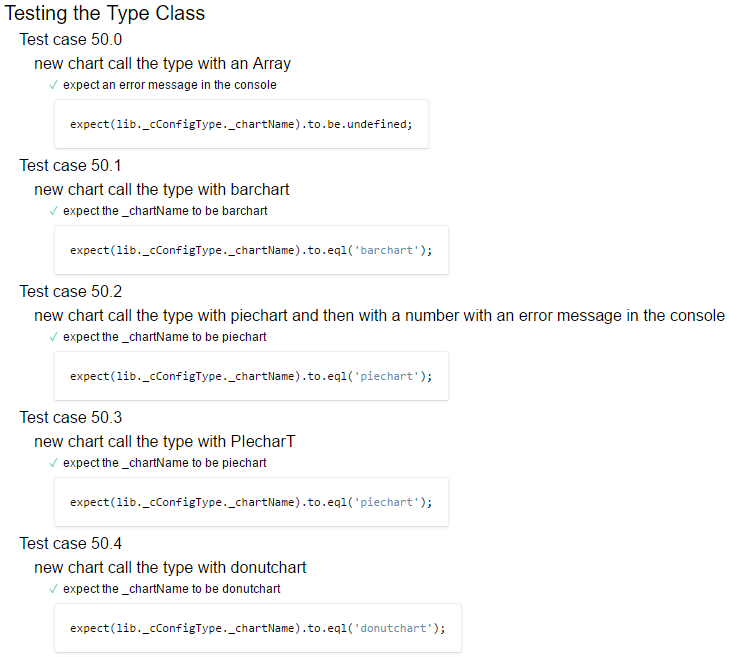 Testing the Type Class
Test case 50.0
new chart call the type with an Array
✓ expect an error message in the console
expect(lib._cConfigType._chartName).to.be.undefined;
Test case 50.1
new chart call the type with barchart
✓ expect the _chartName to be barchart
expect(lib._cConfigType._chartName).to.eql('barchart');
Test case 50.2
new chart call the type with piechart and then with a number with an error message in the console
✓ expect the _chartName to be piechart
expect(lib._cConfigType._chartName).to.eql('piechart');
Test case 50.3
new chart call the type with PIecharT
✓ expect the _chartName to be piechart
expect(lib._cConfigType._chartName).to.eql('piechart');
Test case 50.4
new chart call the type with donutchart
✓ expect the _chartName to be donutchart
expect(lib._cConfigType._chartName).to.eql('donutchart');